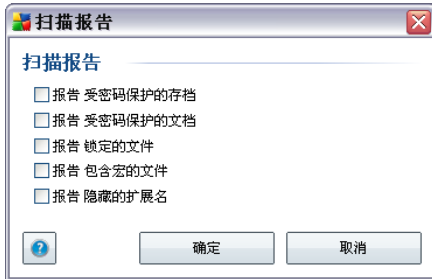 扫描报告
扫描报告
报告 受密码保护的存档
报告 受密码保护的文档
报告 锁定的文件
报告 包含宏的文件
报告 隐藏的扩展名
?
确定
取消